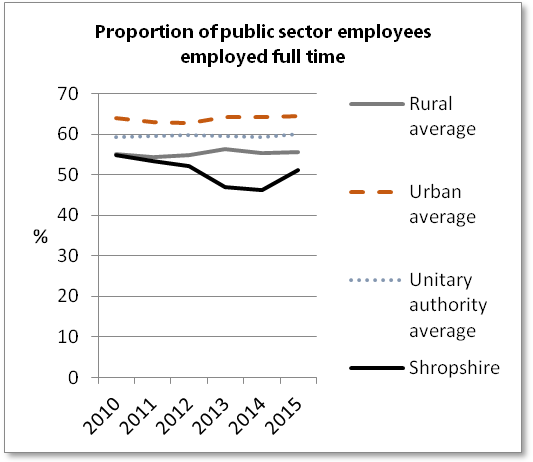 Proportion of public sector employees
employed full time
70
60
50
40
30
20
10
0
%
2010
2011
2012
2013
2014
2015
Rural
average
Urban
average
Unitary
authority
average
Shropshire